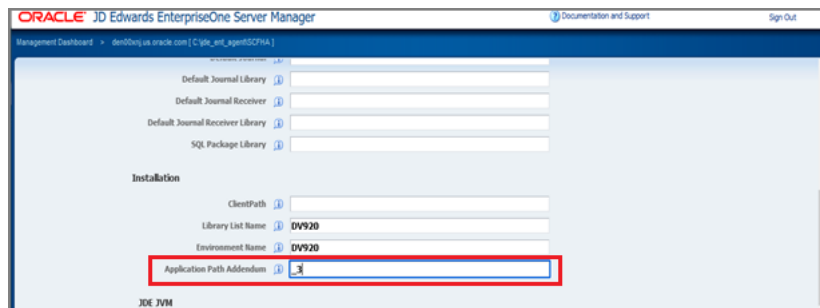 ORACLE JD Edwards EnterpriseOne Server Manager
Documentation and Support
Sign Out
Management Dashboard > den00xnj.us.oracle.com [ C:\jde_ent_agent\SCFHA ]
Default Journal
Default Journal Library
Default Journal Receiver
Default Journal Receiver Library
SQL Package Library
Installation
ClientPath
Library List Name DV920
Environment Name DV920
Application Path Addendum _3
JDE JVM